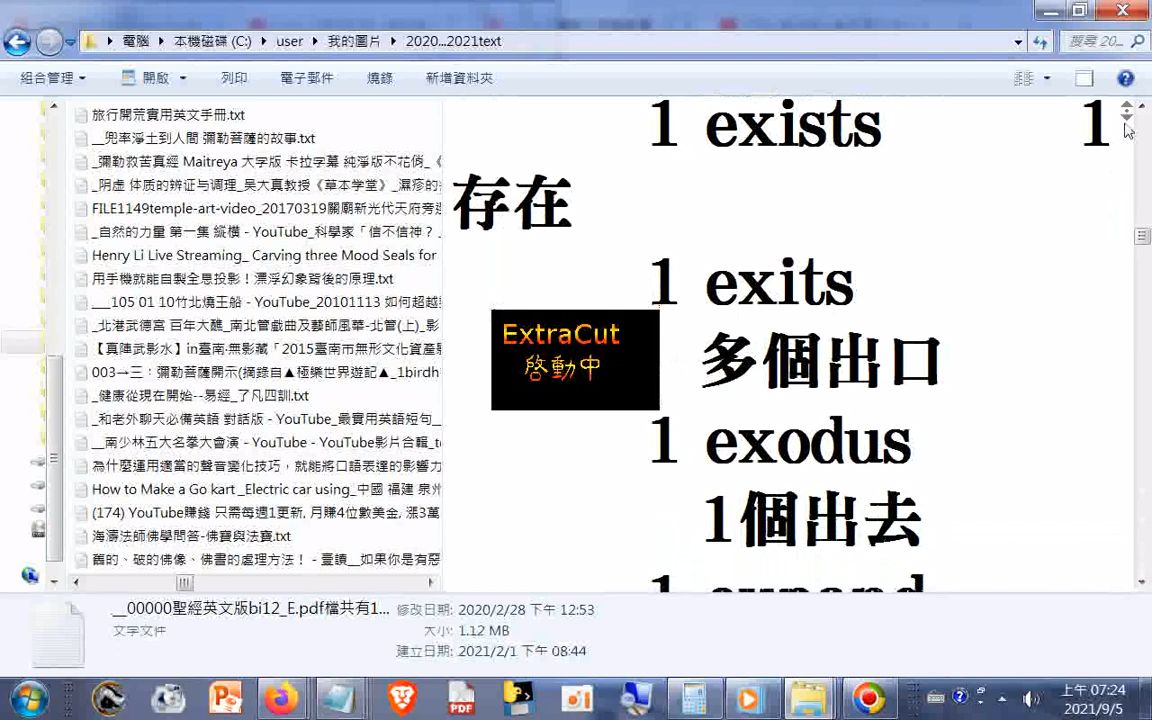 電腦 本機磁碟 (C:) user 我的圖片 2020...2021text
搜尋 20...
組合管理 開啟 列印 電子郵件 燒錄 新增資料夾
旅行開荒實用英文手冊.txt
__兜率淨土到人間 彌勒菩薩的故事.txt
_彌勒救苦真經 Maitreya 大字版 卡拉字幕 純淨版不花俏_《
_阴虚 体质的辨证与调理_吴大真教授《草本学堂》_濕疹的
FILE1149temple-art-video_20170319關廟新光代天府旁
_自然的力量 第一集 縱橫 - YouTube_科學家「信不信神？
Henry Li Live Streaming_ Carving three Mood Seals for
用手機就能自製全息投影！漂浮幻象背後的原理.txt
___105 01 10竹北燒王船 - YouTube_20101113 如何超越
_北港武德宮 百年大醮_南北管戲曲及藝師風華-北管(上)_影
【真陣武影水】in臺南·無影藏「2015臺南市無形文化資產
003→三：彌勒菩薩開示(摘錄自▲極樂世界遊記▲_1birdh
_健康從現在開始--易經_了凡四訓.txt
_和老外聊天必備英語 對話版 - YouTube_最實用英語短句_
__南少林五大名拳大會演 - YouTube - YouTube影片合輯_t
為什麼運用適當的聲音變化技巧，就能將口語表達的影響力
How to Make a Go kart _Electric car using_中國 福建 泉州
(174) YouTube賺錢 只需每週1更新, 月賺4位數美金, 漲3萬
海濤法師佛學問答-佛寶與法寶.txt
舊的、破的佛像、佛書的處理方法！ - 壹讀__如果你是有惡
1 exists 1
存在
1 exits
多個出口
1 exodus
1個出去
1 expand
ExtraCut
啓動中
__00000聖經英文版bi12_E.pdf檔共有1...
文字文件
修改日期: 2020/2/28 下午 12:53
大小: 1.12 MB
建立日期: 2021/2/1 下午 08:44
PDF
上午 07:24
2021/9/5